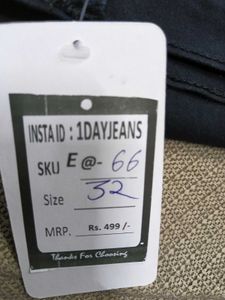 INSTA ID : 1DAYJEANS
SKU E @- 66
Size 32
MRP. Rs. 499 /-
Thanks For Choosing